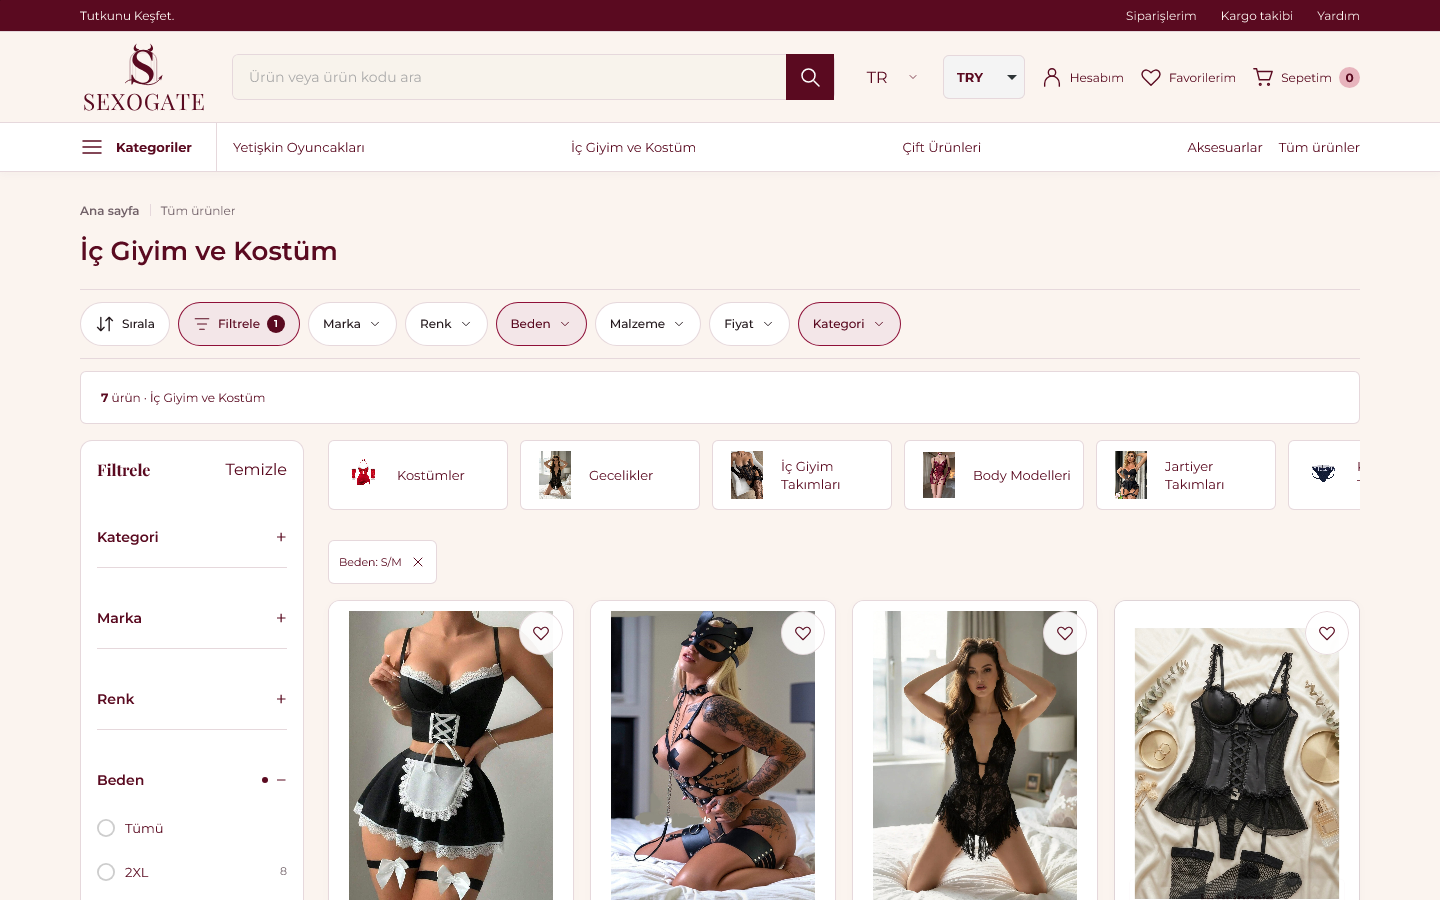 Tutkunu Keşfet.
Siparişlerim
Kargo takibi
Yardım
S
SEXOGATE
Ürün veya ürün kodu ara
TR
TRY
Hesabım
Favorilerim
Sepetim
0
Kategoriler
Yetişkin Oyuncakları
İç Giyim ve Kostüm
Çift Ürünleri
Aksesuarlar
Tüm ürünler
Ana sayfa
Tüm ürünler
İç Giyim ve Kostüm
Sırala
Filtrele
1
Marka
Renk
Beden
Malzeme
Fiyat
Kategori
7 ürün · İç Giyim ve Kostüm
Filtrele
Temizle
Kostümler
Gecelikler
İç Giyim
Takımları
Body Modelleri
Jartiyer
Takımları
Kategori
+
Beden: S/M
Marka
+
Renk
+
Beden
Tümü
2XL
8